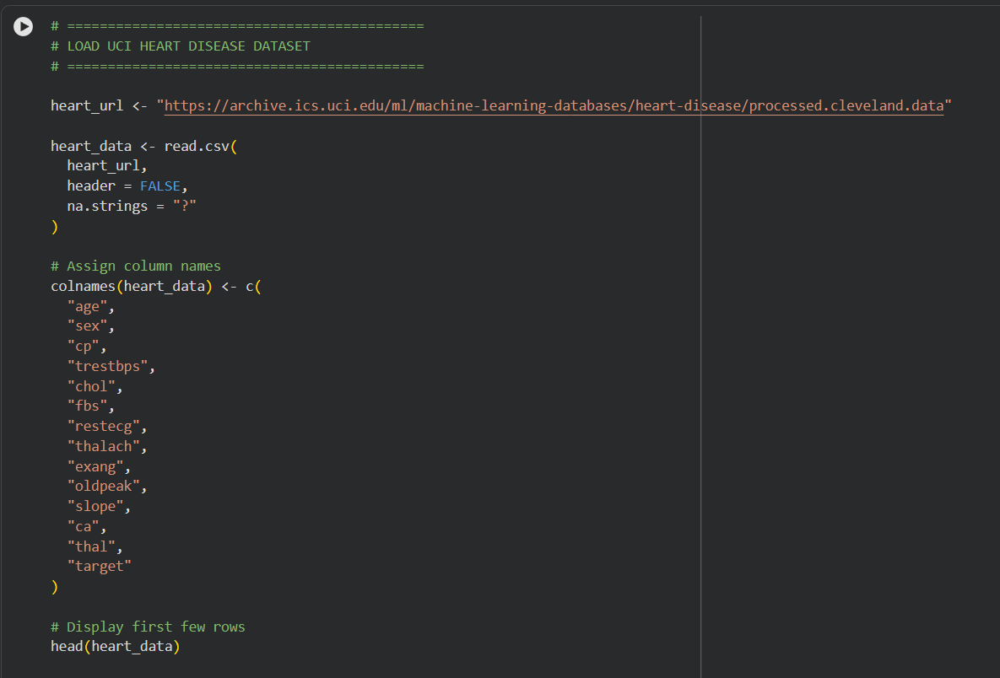 # ============================================
# LOAD UCI HEART DISEASE DATASET
# ============================================
heart_url <- "https://archive.ics.uci.edu/ml/machine-learning-databases/heart-disease/processed.cleveland.data"
heart_data <- read.csv(
  heart_url,
  header = FALSE,
  na.strings = "?"
)
# Assign column names
colnames(heart_data) <- c(
  "age",
  "sex",
  "cp",
  "trestbps",
  "chol",
  "fbs",
  "restecg",
  "thalach",
  "exang",
  "oldpeak",
  "slope",
  "ca",
  "thal",
  "target"
)
# Display first few rows
head(heart_data)